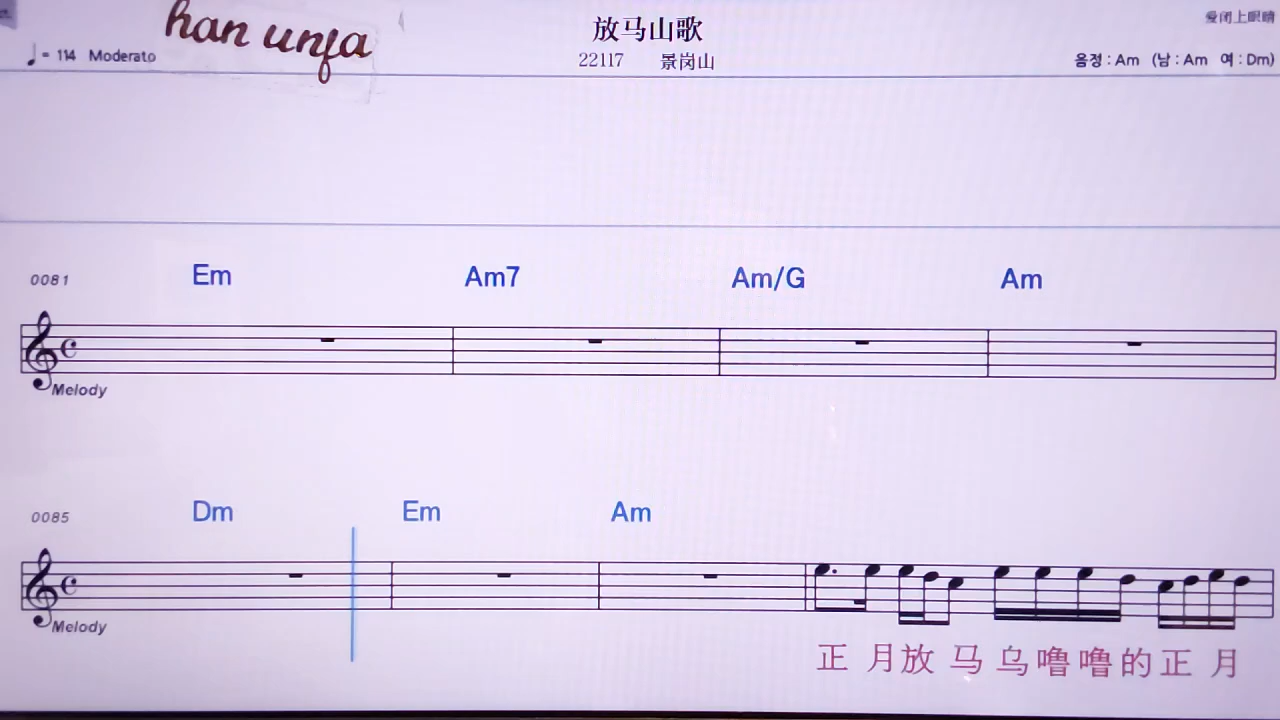 han unfa
放马山歌
爱闭上眼睛
♩= 114 Moderato
22117 景岗山
음정 : Am (남 : Am 여 : Dm)
0081 Em Am7 Am/G Am
Melody
0085 Dm Em Am
Melody
正 月 放 马 乌 噜 噜 的 正 月